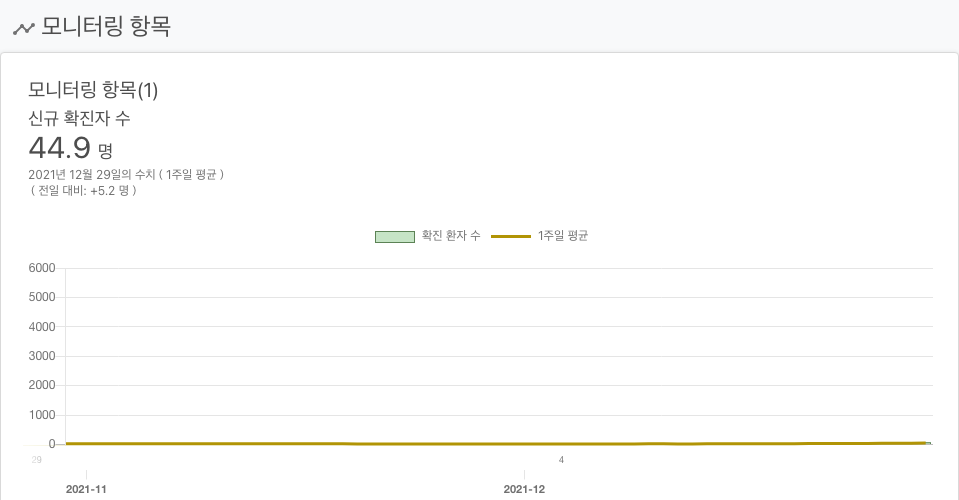 모니터링 항목
모니터링 항목(1)
신규 확진자 수
44.9 명
2021년 12월 29일의 수치 ( 1주일 평균 )
( 전일 대비: +5.2 명 )
확진 환자 수 1주일 평균
6000
5000
4000
3000
2000
1000
0
29 4
2021-11 2021-12